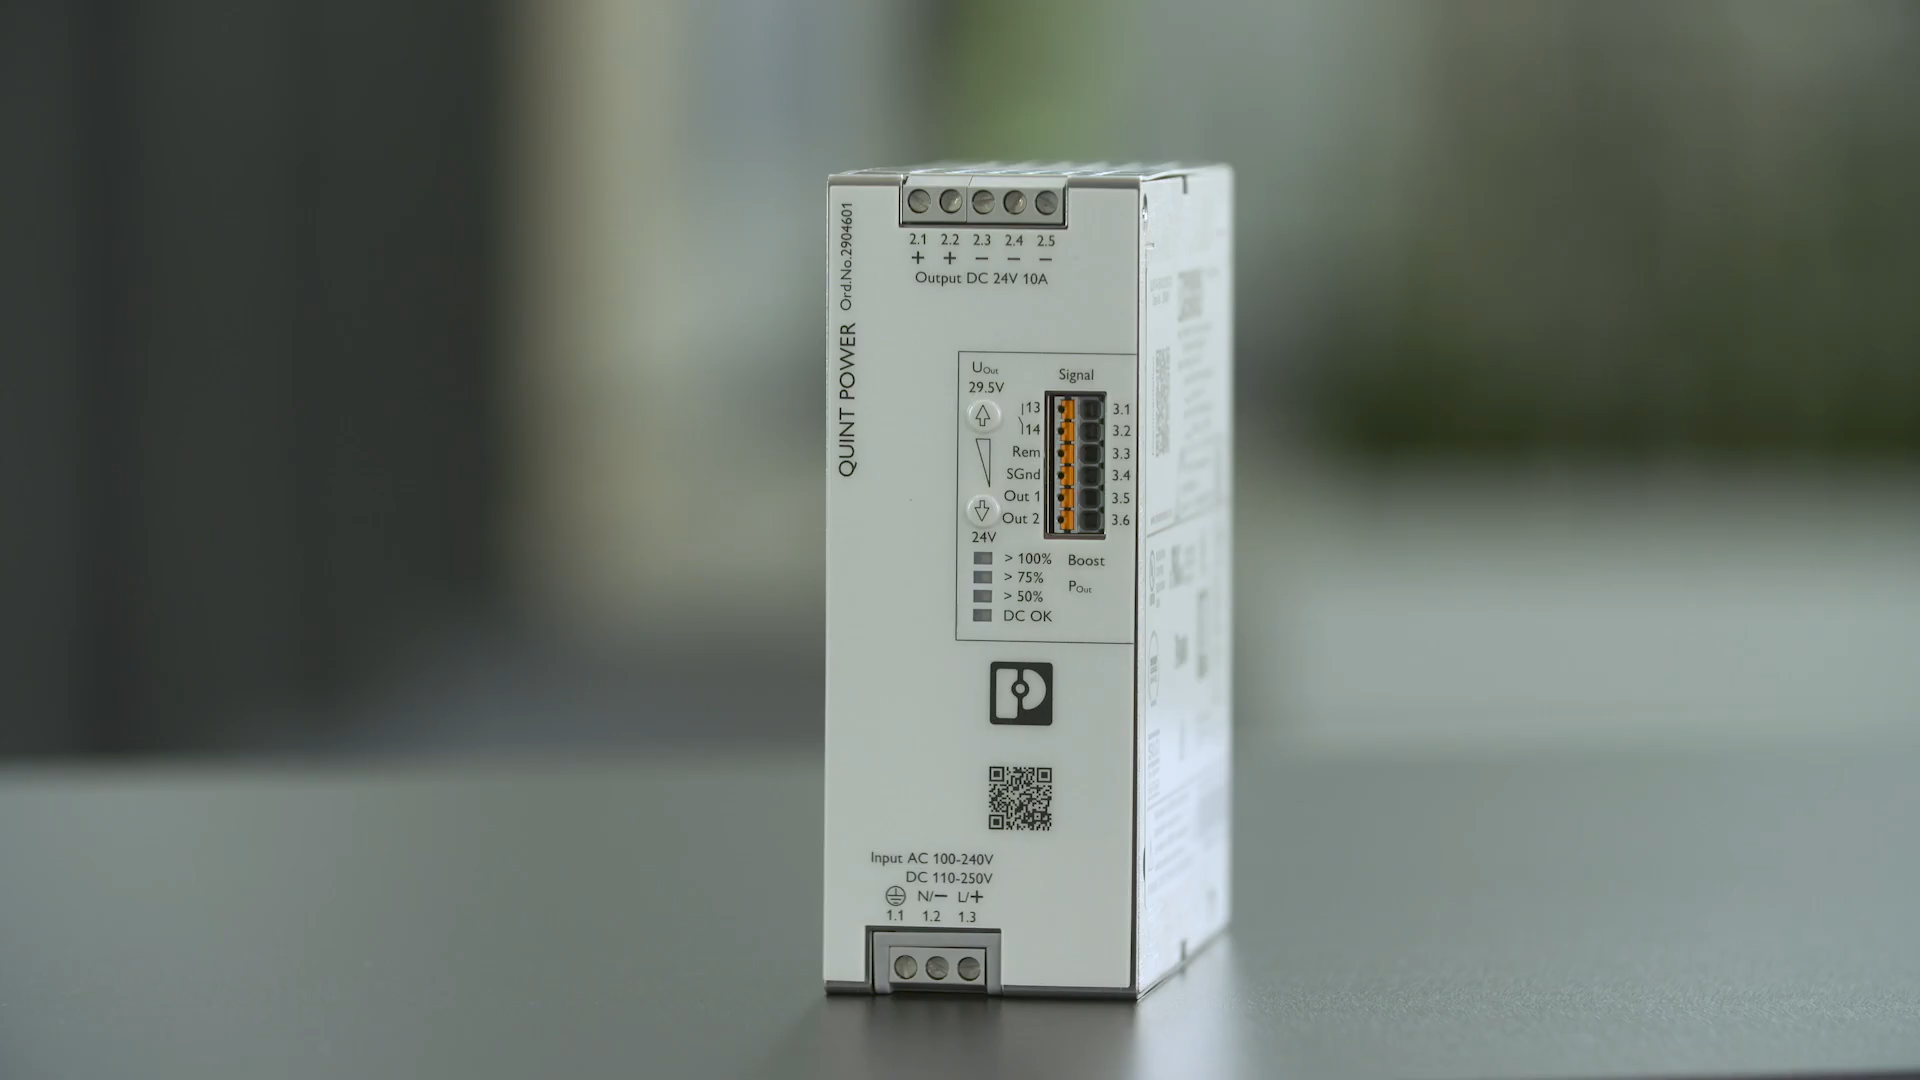 2.1 2.2 2.3 2.4 2.5
+ + − − −
Output DC 24V 10A
QUINT POWER Ord.No.2904601
UOut
29.5V
Signal
13 3.1
14 3.2
Rem 3.3
SGnd 3.4
Out 1 3.5
Out 2 3.6
24V
> 100% Boost
> 75%
POut
> 50%
DC OK
Input AC 100-240V
DC 110-250V
N/− L/+
1.1 1.2 1.3